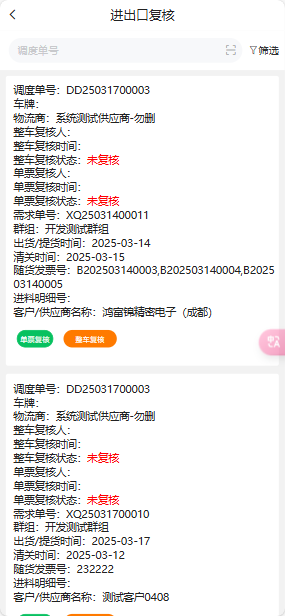 进出口复核
调度单号
筛选
调度单号：DD25031700003
车牌：
物流商：系统测试供应商-勿删
整车复核人：
整车复核时间：
整车复核状态：未复核
单票复核人：
单票复核时间：
单票复核状态：未复核
需求单号：XQ25031400011
群组：开发测试群组
出货/提货时间：2025-03-14
清关时间：2025-03-15
随货发票号：B202503140003,B202503140004,B2025
03140005
进料明细号：
客户/供应商名称：鸿富锦精密电子（成都）
单票复核
整车复核
调度单号：DD25031700003
车牌：
物流商：系统测试供应商-勿删
整车复核人：
整车复核时间：
整车复核状态：未复核
单票复核人：
单票复核时间：
单票复核状态：未复核
需求单号：XQ25031700010
群组：开发测试群组
出货/提货时间：2025-03-17
清关时间：2025-03-12
随货发票号：232222
进料明细号：
客户/供应商名称：测试客户0408